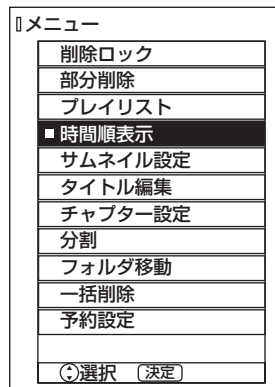 メニュー
削除ロック
部分削除
プレイリスト
時間順表示
サムネイル設定
タイトル編集
チャプター設定
分割
フォルダ移動
一括削除
予約設定
選択 決定